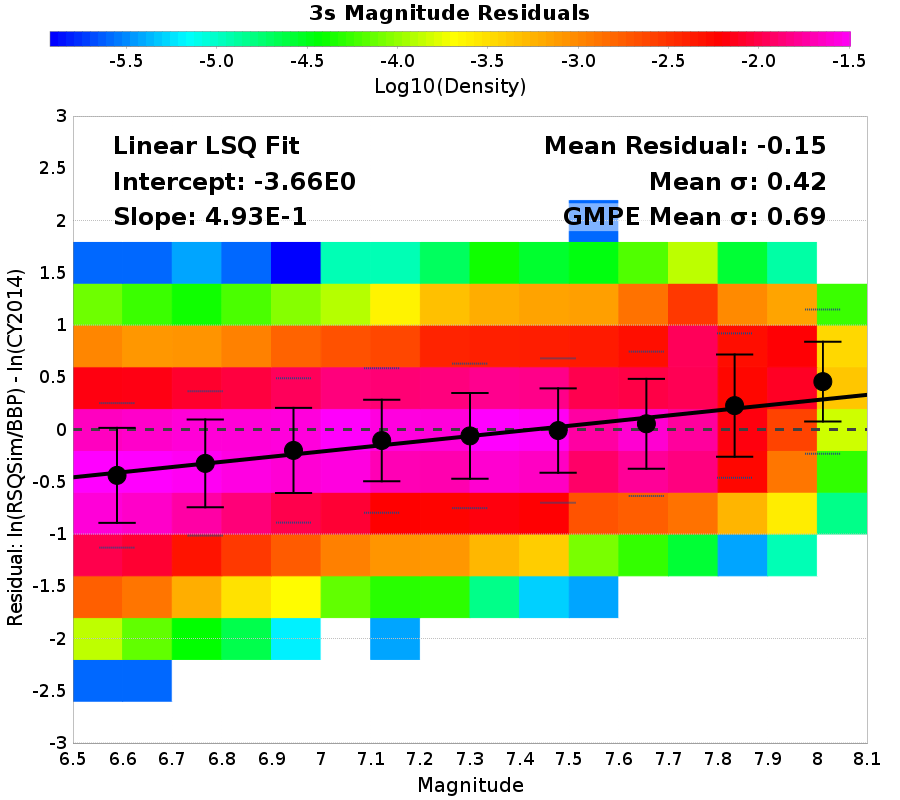 3s Magnitude Residuals
-5.5 -5.0 -4.5 -4.0 -3.5 -3.0 -2.5 -2.0 -1.5
Log10(Density)
Linear LSQ Fit
Intercept: -3.66E0
Slope: 4.93E-1
Mean Residual: -0.15
Mean σ: 0.42
GMPE Mean σ: 0.69
Residual: ln(RSQSim/BBP) - ln(CY2014)
3
2.5
2
1.5
1
0.5
0
-0.5
-1
-1.5
-2
-2.5
-3
6.5 6.6 6.7 6.8 6.9 7 7.1 7.2 7.3 7.4 7.5 7.6 7.7 7.8 7.9 8 8.1
Magnitude